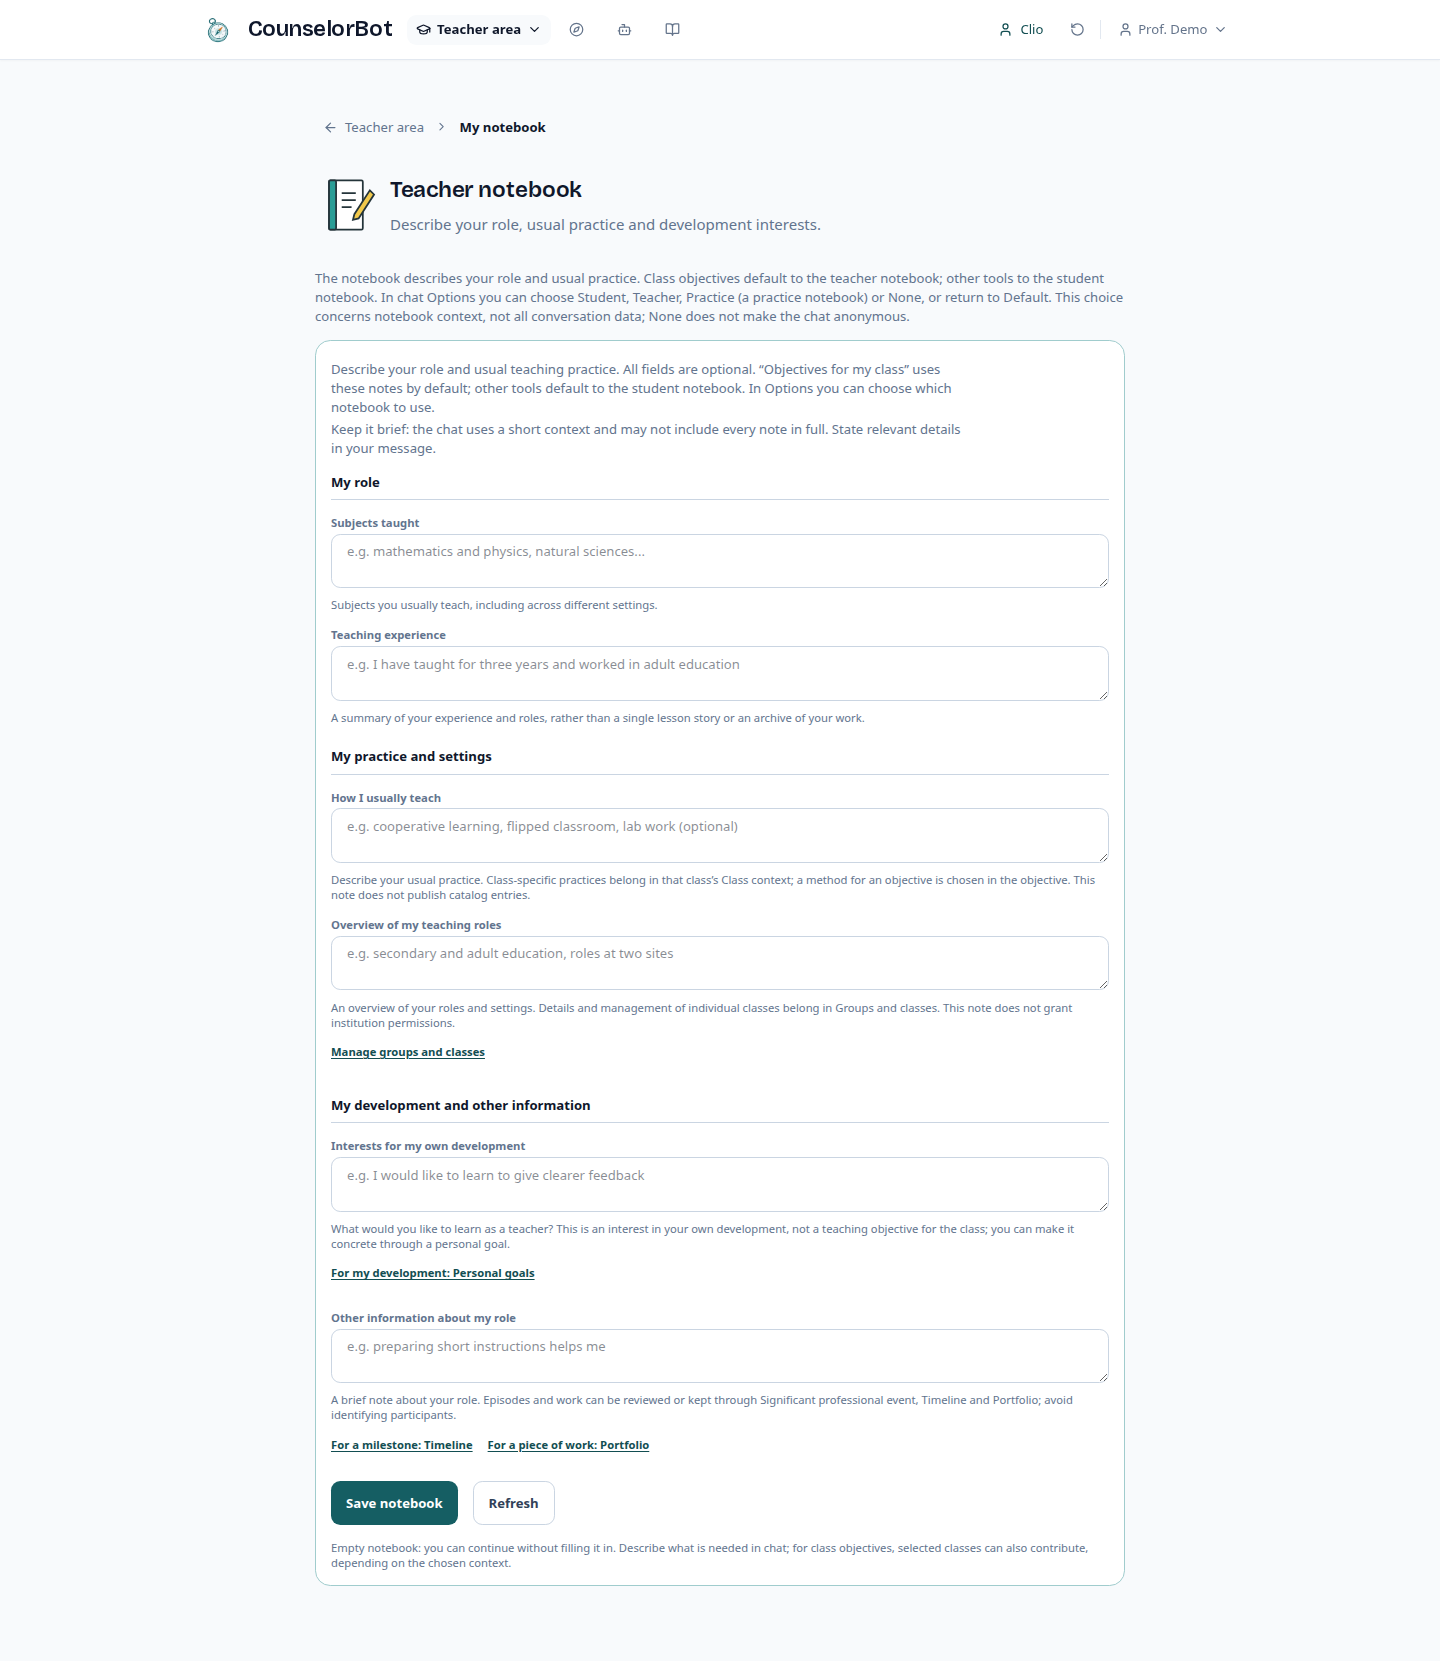 CounselorBot
Teacher area
Clio
Prof. Demo
Teacher area
My notebook
Teacher notebook
Describe your role, usual practice and development interests.
The notebook describes your role and usual practice. Class objectives default to the teacher notebook; other tools to the student
notebook. In chat Options you can choose Student, Teacher, Practice (a practice notebook) or None, or return to Default. This choice
concerns notebook context, not all conversation data; None does not make the chat anonymous.
Describe your role and usual teaching practice. All fields are optional. “Objectives for my class” uses
these notes by default; other tools default to the student notebook. In Options you can choose which
notebook to use.
Keep it brief: the chat uses a short context and may not include every note in full. State relevant details
in your message.
My role
Subjects taught
e.g. mathematics and physics, natural sciences...
Subjects you usually teach, including across different settings.
Teaching experience
e.g. I have taught for three years and worked in adult education
A summary of your experience and roles, rather than a single lesson story or an archive of your work.
My practice and settings
How I usually teach
e.g. cooperative learning, flipped classroom, lab work (optional)
Describe your usual practice. Class-specific practices belong in that class’s Class context; a method for an objective is chosen in the objective. This
note does not publish catalog entries.
Overview of my teaching roles
e.g. secondary and adult education, roles at two sites
An overview of your roles and settings. Details and management of individual classes belong in Groups and classes. This note does not grant
institution permissions.
Manage groups and classes
My development and other information
Interests for my own development
e.g. I would like to learn to give clearer feedback
What would you like to learn as a teacher? This is an interest in your own development, not a teaching objective for the class; you can make it
concrete through a personal goal.
For my development: Personal goals
Other information about my role
e.g. preparing short instructions helps me
A brief note about your role. Episodes and work can be reviewed or kept through Significant professional event, Timeline and Portfolio; avoid
identifying participants.
For a milestone: Timeline
For a piece of work: Portfolio
Save notebook
Refresh
Empty notebook: you can continue without filling it in. Describe what is needed in chat; for class objectives, selected classes can also contribute,
depending on the chosen context.